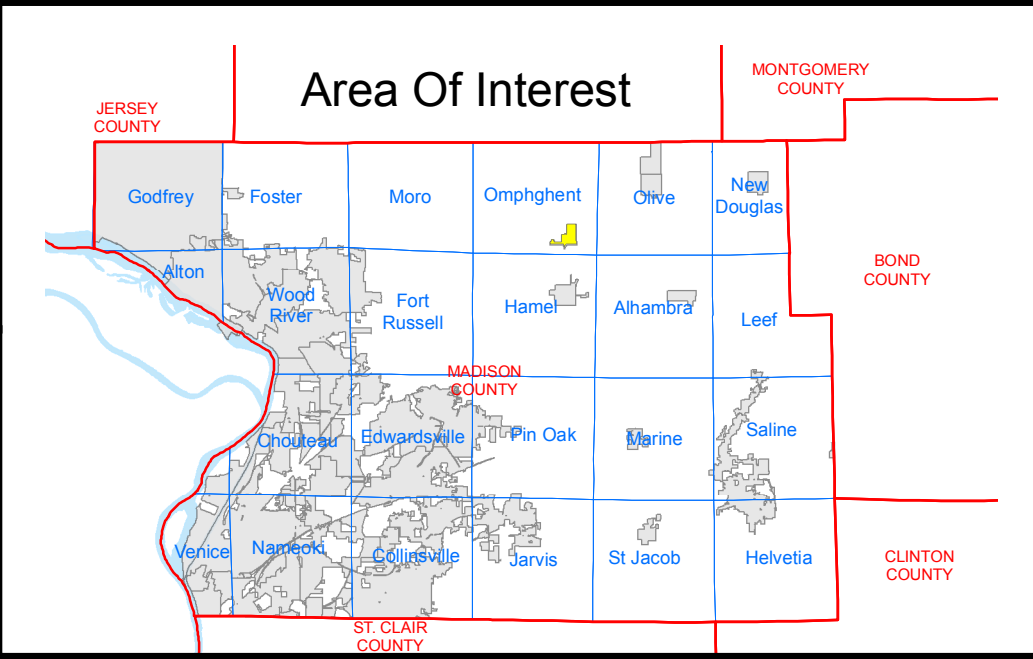 Area Of Interest
MONTGOMERY
COUNTY
JERSEY
COUNTY
Godfrey
Foster
Moro
Omphghent
Olive
New
Douglas
BOND
COUNTY
Alton
Wood
River
Fort
Russell
Hamel
Alhambra
Leef
MADISON
COUNTY
Chouteau
Edwardsville
Pin Oak
Marine
Saline
Venice
Nameoki
Collinsville
Jarvis
St Jacob
Helvetia
CLINTON
COUNTY
ST. CLAIR
COUNTY